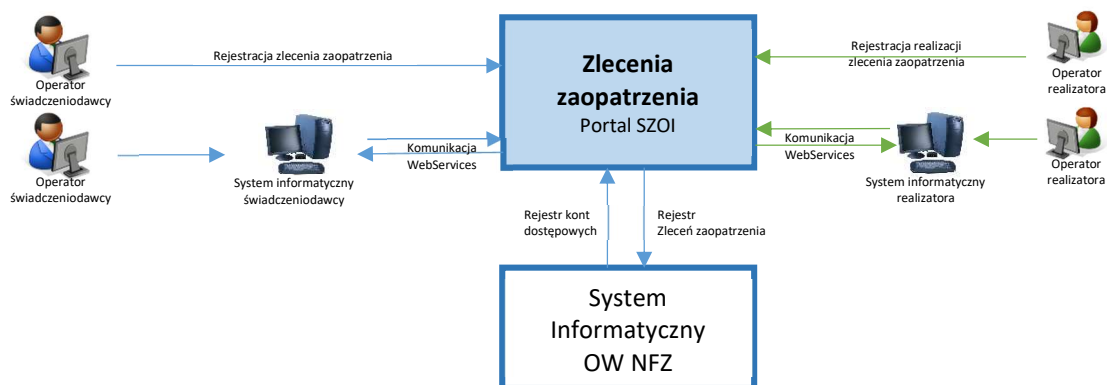 Operator
świadczeniodawcy
Rejestracja zlecenia zaopatrzenia
Zlecenia
zaopatrzenia
Portal SZOI
Rejestracja realizacji
zlecenia zaopatrzenia
Operator
realizatora
Operator
świadczeniodawcy
System informatyczny
świadczeniodawcy
Komunikacja
WebServices
Komunikacja
WebServices
System informatyczny
realizatora
Operator
realizatora
Rejestr kont
dostępowych
Rejestr
Zleceń zaopatrzenia
System
Informatyczny
OW NFZ